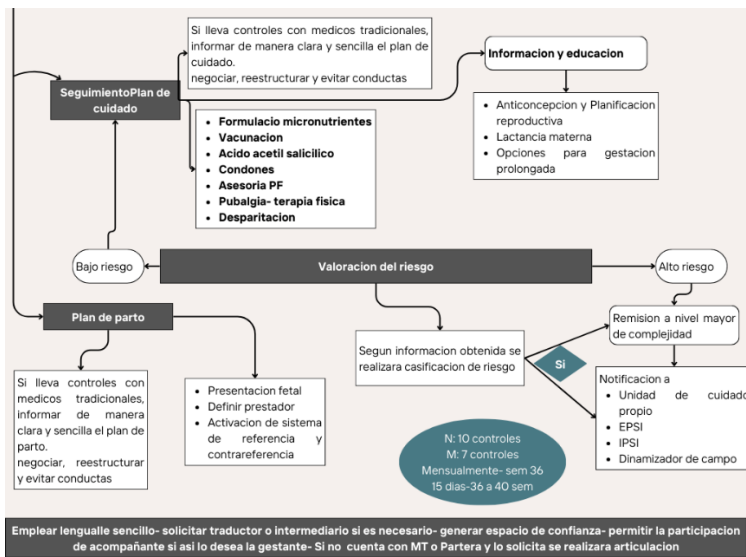 Si lleva controles con medicos tradicionales,
informar de manera clara y sencilla el plan de
cuidado.
negociar, reestructurar y evitar conductas
Informacion y educacion
SeguimientoPlan de
cuidado
Formulacio micronutrientes
Vacunacion
Acido acetil salicilico
Condones
Asesoria PF
Pubalgia- terapia fisica
Desparitacion
Anticoncepcion y Planificacion
reproductiva
Lactancia materna
Opciones para gestacion
prolongada
Bajo riesgo
Valoracion del riesgo
Alto riesgo
Plan de parto
Segun informacion obtenida se
realizara casificacion de riesgo
Si
Remision a nivel mayor
de complejidad
Si lleva controles con
medicos tradicionales,
informar de manera
clara y sencilla el plan de
parto.
negociar, reestructurar
y evitar conductas
Presentacion fetal
Definir prestador
Activacion de sistema
de referencia y
contrareferencia
Notificacion a
Unidad de cuidado
propio
EPSI
IPSI
Dinamizador de campo
N: 10 controles
M: 7 controles
Mensualmente- sem 36
15 dias-36 a 40 sem
Emplear lengualle sencillo- solicitar traductor o intermediario si es necesario- generar espacio de confianza- permitir la participacion
de acompañante si asi lo desea la gestante- Si no cuenta con MT o Partera y lo solicita se realizara articulacion